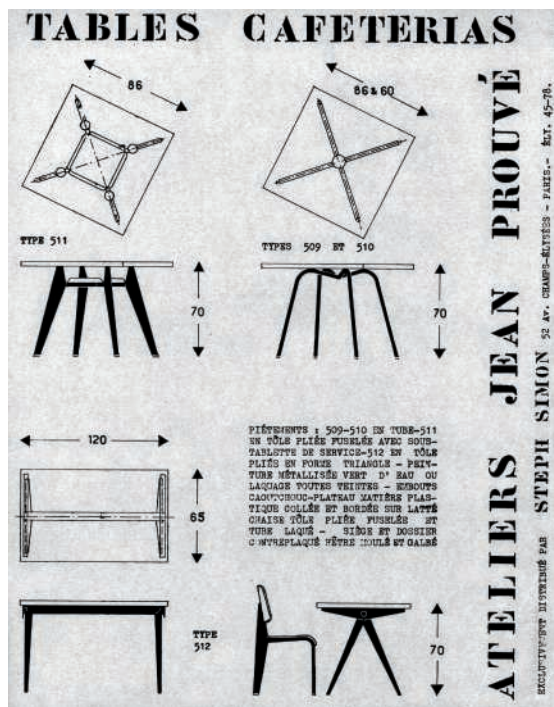 TABLES CAFETERIAS
86
86 & 60
TYPE 511
TYPES 509 ET 510
70
70
120
65
PIÉTEMENTS : 509-510 EN TUBE-511
EN TÔLE PLIÉE FUSELÉE AVEC SOUS-
TABLETTE DE SERVICE-512 EN TÔLE
PLIÉE EN FORME TRIANGLE - PEIN-
TURE MÉTALLISÉE VERT D'EAU OU
LAQUAGE TOUTES TEINTES - EMBOUTS
CAOUTCHOUC-PLATEAU MATIÈRE PLAS-
TIQUE COLLÉE ET BORDÉE SUR LATTÉ
CHAISE TÔLE PLIÉE FUSELÉE ET
TUBE LAQUÉ - SIÈGE ET DOSSIER
CONTREPLAQUÉ HÊTRE MOULÉ ET GALBÉ
TYPE
512
70
ATELIERS JEAN PROUVÉ
EXCLUSIVEMENT DISTRIBUÉ PAR STEPH SIMON 52 AV. CHAMPS-ÉLYSÉES - PARIS.- ÉLY. 45-78.